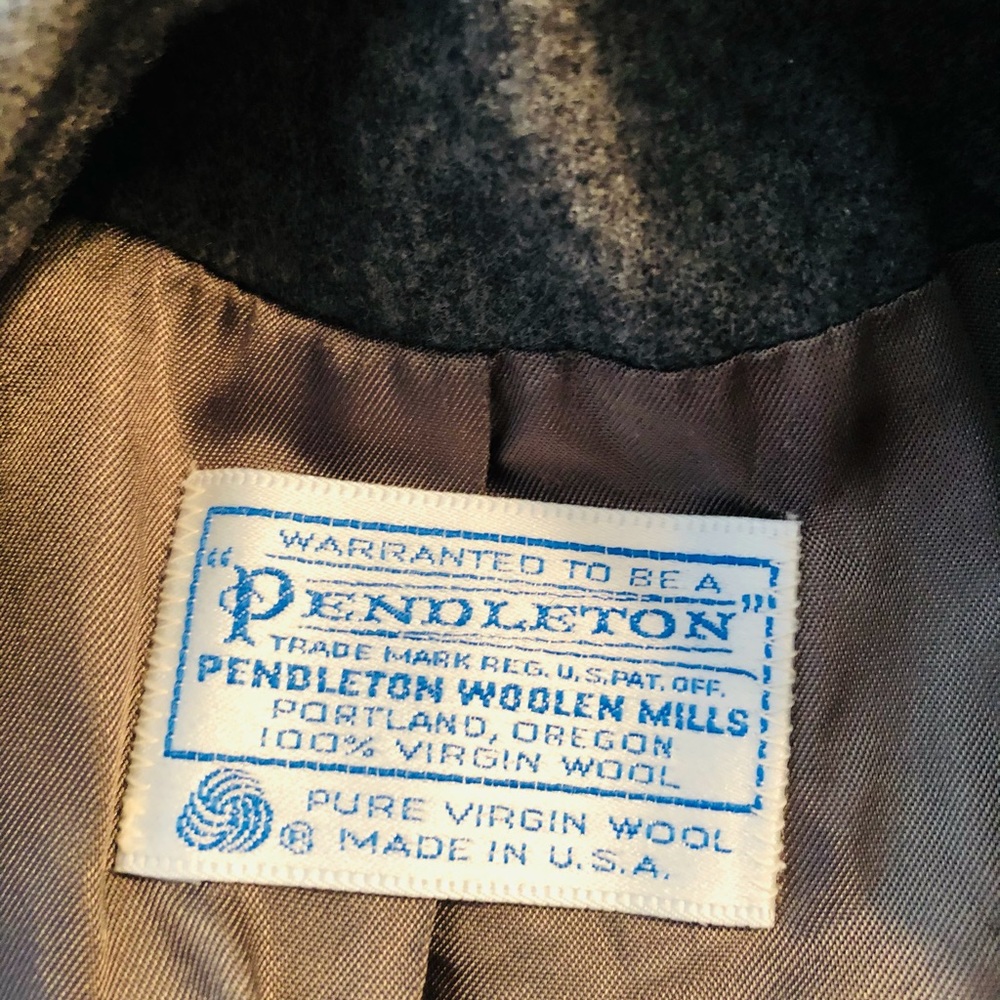 WARRANTED TO BE A
“PENDLETON”
TRADE MARK REG. U.S. PAT. OFF.
PENDLETON WOOLEN MILLS
PORTLAND, OREGON
100% VIRGIN WOOL
® PURE VIRGIN WOOL
MADE IN U.S.A.